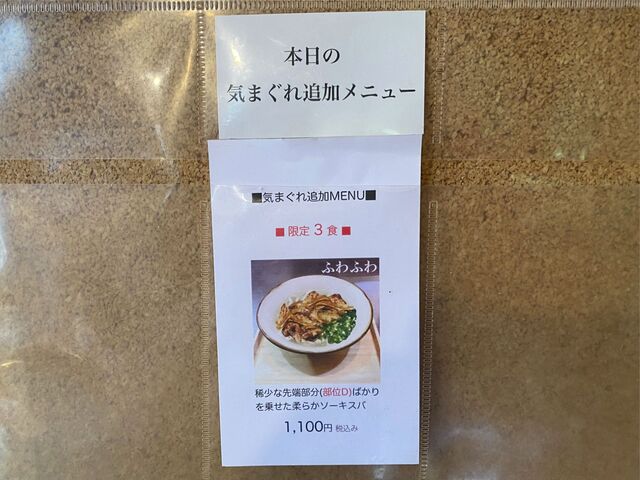 本日の
気まぐれ追加メニュー
■気まぐれ追加MENU■
■ 限定 3 食 ■
ふわふわ
稀少な先端部分(部位D)ばかり
を乗せた柔らかソーキスバ
1,100円 税込み